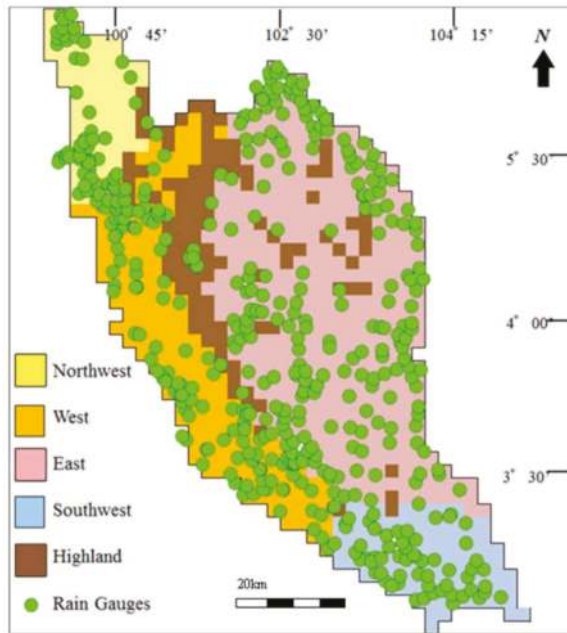 100° 45' 102° 30' 104° 15' N
5° 30
4° 00'
3° 30
Northwest
West
East
Southwest
Highland
Rain Gauges
20km